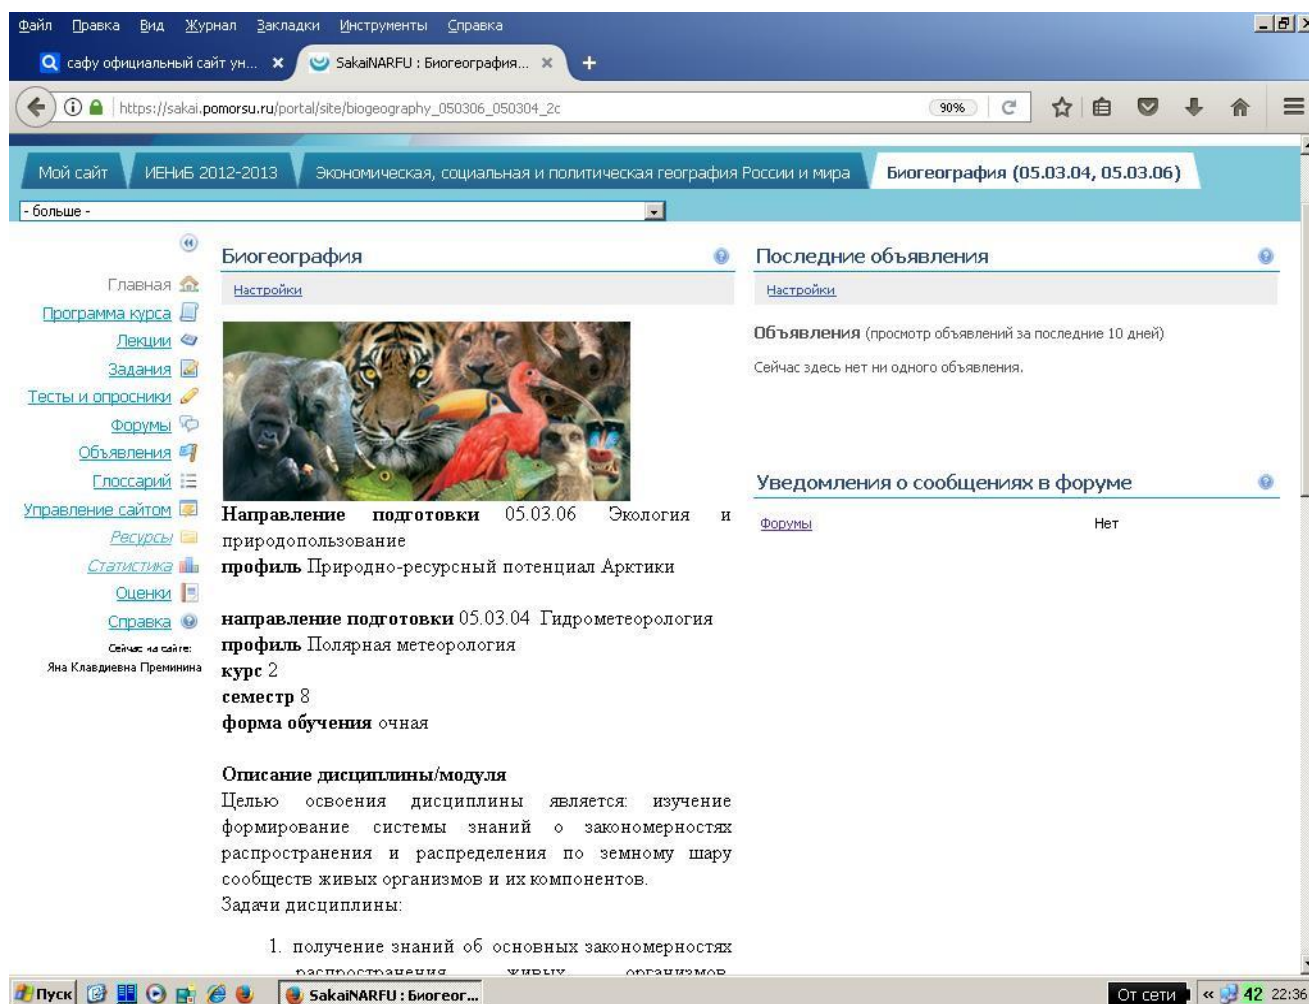 Файл Правка Вид Журнал Закладки Инструменты Справка
сафу официальный сайт ун...
SakaiNARFU : Биогеография...
https://sakai.pomorsu.ru/portal/site/biogeography_050306_050304_2c
90%
Мой сайт
ИЕНиБ 2012-2013
Экономическая, социальная и политическая география России и мира
Биогеография (05.03.04, 05.03.06)
- больше -
Главная
Программа курса
Лекции
Задания
Тесты и опросники
Форумы
Объявления
Глоссарий
Управление сайтом
Ресурсы
Статистика
Оценки
Справка
Сейчас на сайте:
Яна Клавдиевна Преминина
Биогеография
Настройки
Направление подготовки 05.03.06 Экология и
природопользование
профиль Природно-ресурсный потенциал Арктики
направление подготовки 05.03.04 Гидрометеорология
профиль Полярная метеорология
курс 2
семестр 8
форма обучения очная
Описание дисциплины/модуля
Целью освоения дисциплины является: изучение
формирование системы знаний о закономерностях
распространения и распределения по земному шару
сообществ живых организмов и их компонентов.
Задачи дисциплины:
1. получение знаний об основных закономерностях
распространения живых организмов,
Последние объявления
Настройки
Объявления (просмотр объявлений за последние 10 дней)
Сейчас здесь нет ни одного объявления.
Уведомления о сообщениях в форуме
Форумы Нет
Пуск
SakaiNARFU : Биогеог...
От сети
« 42 22:36